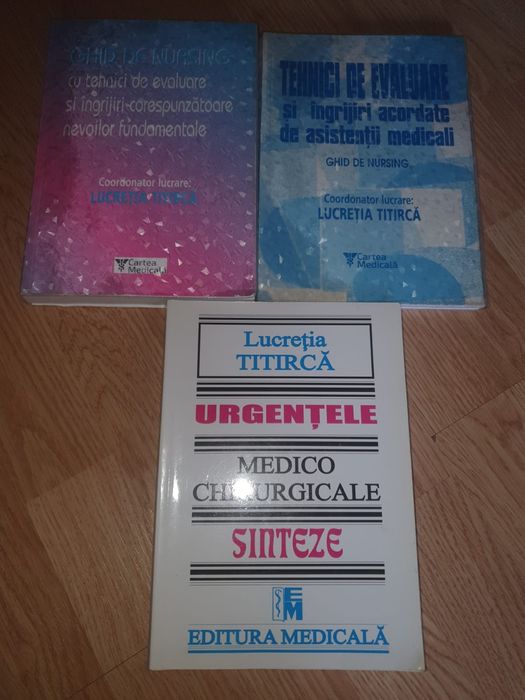 GHID DE NURSING
cu tehnici de evaluare
si îngrijiri corespunzătoare
nevoilor fundamentale
Coordonator lucrare:
LUCREȚIA TITIRCĂ
Cartea
Medicală
TEHNICI DE EVALUARE
si îngrijiri acordate
de asistenții medicali
GHID DE NURSING
Coordonator lucrare:
LUCREȚIA TITIRCĂ
Cartea
Medicală
Lucreția
TITIRCĂ
URGENȚELE
MEDICO
CHIRURGICALE
SINTEZE
EM
EDITURA MEDICALĂ